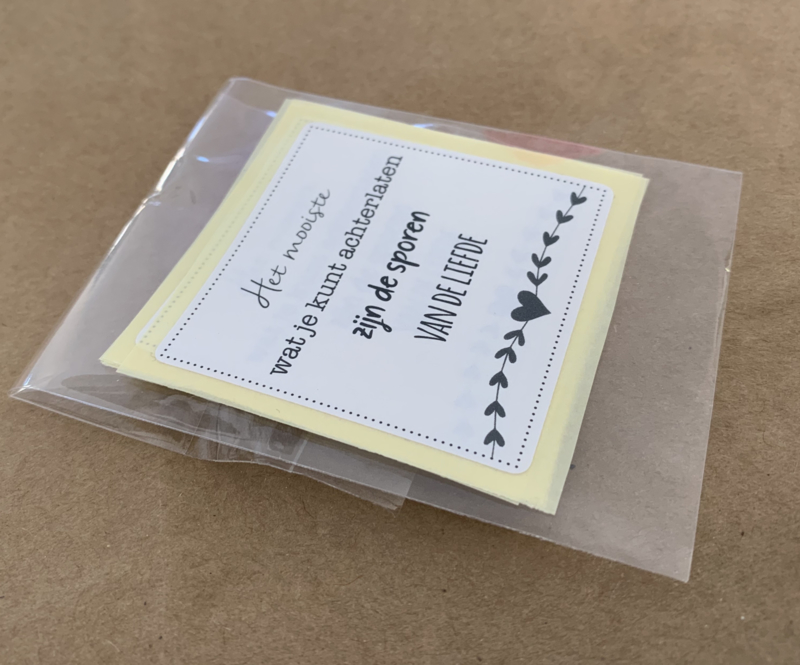 Het mooiste
wat je kunt achterlaten
zijn de sporen
VAN DE LIEFDE